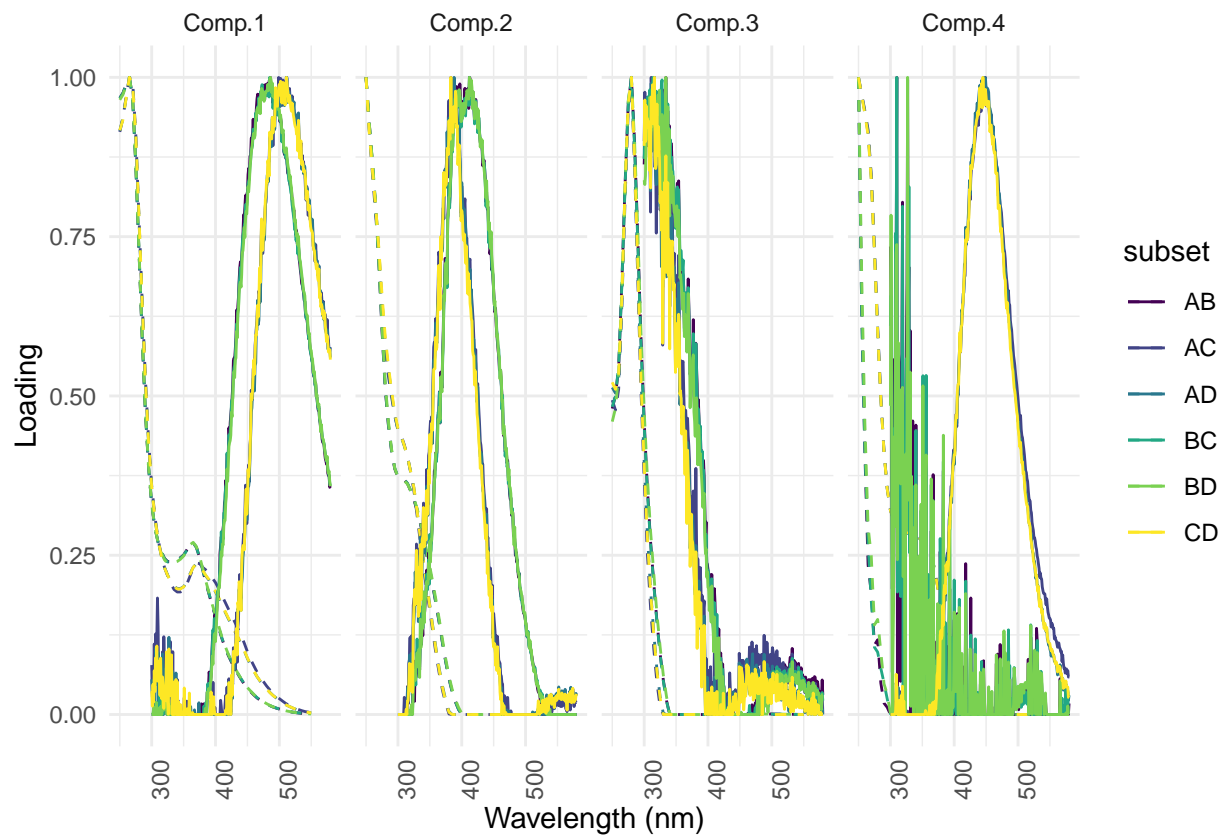 Comp.1 Comp.2 Comp.3 Comp.4
1.00
0.75
0.50
0.25
0.00
Loading
300 400 500 300 400 500 300 400 500 300 400 500
Wavelength (nm)
subset
AB
AC
AD
BC
BD
CD